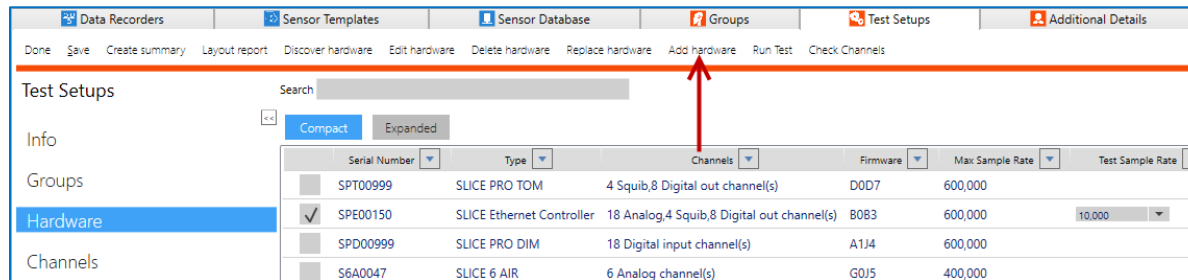 Data Recorders Sensor Templates Sensor Database Groups Test Setups Additional Details
Done Save Create summary Layout report Discover hardware Edit hardware Delete hardware Replace hardware Add hardware Run Test Check Channels
Test Setups
Search
<<
Compact Expanded
Info
Serial Number Type Channels Firmware Max Sample Rate Test Sample Rate
Groups
SPT00999 SLICE PRO TOM 4 Squib,8 Digital out channel(s) D0D7 600,000
Hardware
SPE00150 SLICE Ethernet Controller 18 Analog,4 Squib,8 Digital out channel(s) B0B3 600,000 10,000
SPD00999 SLICE PRO DIM 18 Digital input channel(s) A1J4 600,000
Channels
S6A0047 SLICE 6 AIR 6 Analog channel(s) G0J5 400,000